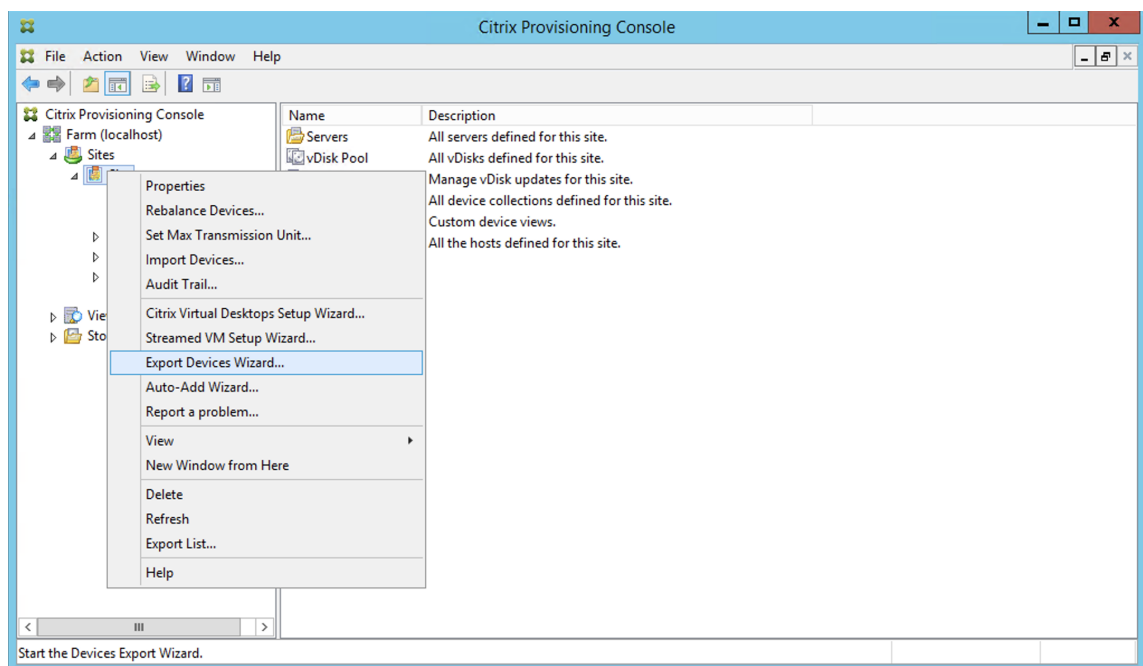 Citrix Provisioning Console
File Action View Window Help
Citrix Provisioning Console
Farm (localhost)
Sites
Name Description
Servers All servers defined for this site.
vDisk Pool All vDisks defined for this site.
Manage vDisk updates for this site.
All device collections defined for this site.
Custom device views.
All the hosts defined for this site.
Properties
Rebalance Devices...
Set Max Transmission Unit...
Import Devices...
Audit Trail...
Citrix Virtual Desktops Setup Wizard...
Streamed VM Setup Wizard...
Export Devices Wizard...
Auto-Add Wizard...
Report a problem...
View
New Window from Here
Delete
Refresh
Export List...
Help
Vie
Sto
Start the Devices Export Wizard.